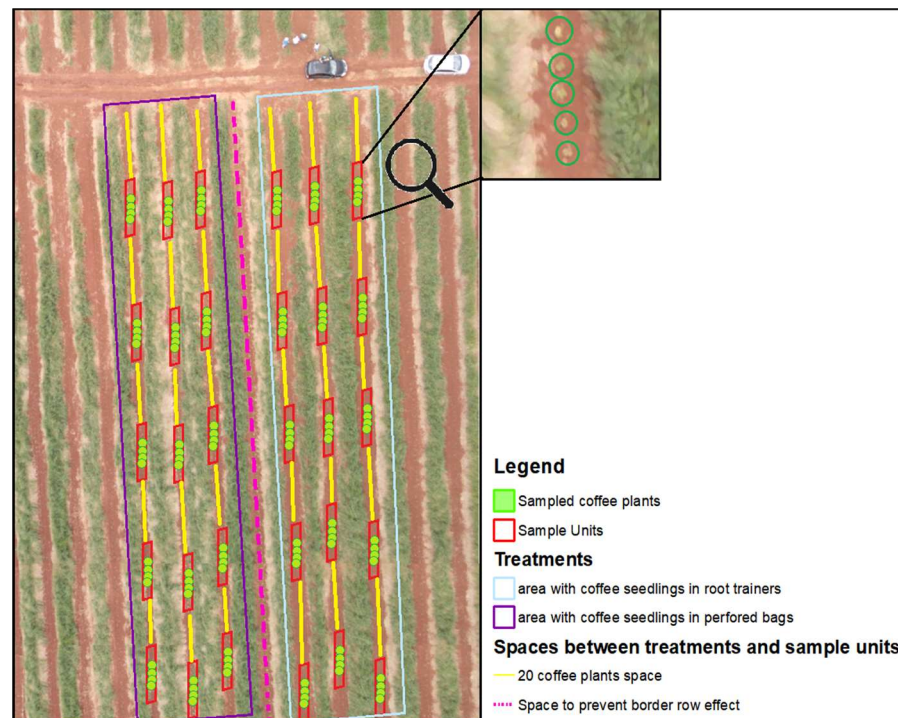 Legend
Sampled coffee plants
Sample Units
Treatments
area with coffee seedlings in root trainers
area with coffee seedlings in perfored bags
Spaces between treatments and sample units
20 coffee plants space
Space to prevent border row effect